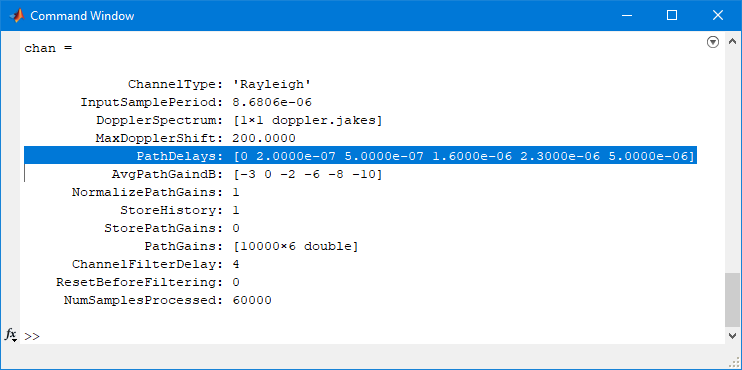 Command Window
chan =
ChannelType: 'Rayleigh'
InputSamplePeriod: 8.6806e-06
DopplerSpectrum: [1×1 doppler.jakes]
MaxDopplerShift: 200.0000
PathDelays: [0 2.0000e-07 5.0000e-07 1.6000e-06 2.3000e-06 5.0000e-06]
AvgPathGaindB: [-3 0 -2 -6 -8 -10]
NormalizePathGains: 1
StoreHistory: 1
StorePathGains: 0
PathGains: [10000×6 double]
ChannelFilterDelay: 4
ResetBeforeFiltering: 0
NumSamplesProcessed: 60000
fx >>